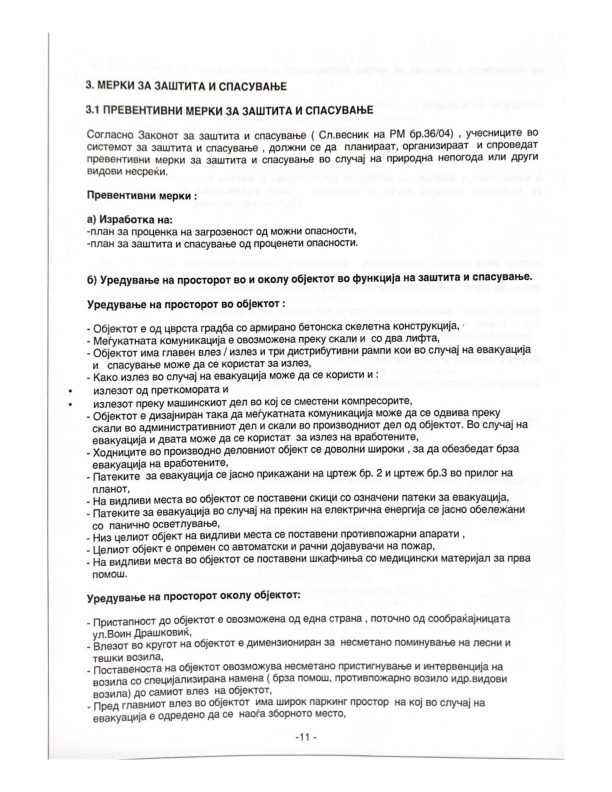 3. МЕРКИ ЗА ЗАШТИТА И СПАСУВАЊЕ
3.1 ПРЕВЕНТИВНИ МЕРКИ ЗА ЗАШТИТА И СПАСУВАЊЕ
Согласно Законот за заштита и спасување ( Сл.весник на РМ бр.36/04) , учесниците во
системот за заштита и спасување , должни се да планираат, организираат и спроведат
превентивни мерки за заштита и спасување во случај на природна непогода или други
видови несреќи.
Превентивни мерки :
а) Изработка на:
-план за проценка на загрозеност од можни опасности,
-план за заштита и спасување од проценети опасности.
б) Уредување на просторот во и околу објектот во функција на заштита и спасување.
Уредување на просторот во објектот :
- Објектот е од цврста градба со армирано бетонска скелетна конструкција,
- Меѓукатната комуникација е овозможена преку скали и со два лифта,
- Објектот има главен влез / излез и три дистрибутивни рампи кои во случај на евакуација
и спасување може да се користат за излез,
- Како излез во случај на евакуација може да се користи и :
• излезот од преткомората и
• излезот преку машинскиот дел во кој се сместени компресорите,
- Објектот е дизајниран така да меѓукатната комуникација може да се одвива преку
скали во административниот дел и скали во производниот дел од објектот. Во случај на
евакуација и двата може да се користат за излез на вработените,
- Ходниците во производно деловниот објект се доволни широки , за да обезбедат брза
евакуација на вработените,
- Патеките за евакуација се јасно прикажани на цртеж бр. 2 и цртеж бр.3 во прилог на
планот,
- На видливи места во објектот се поставени скици со означени патеки за евакуација,
- Патеките за евакуација во случај на прекин на електрична енергија се јасно обележани
со панично осветлување,
- Низ целиот објект на видливи места се поставени противпожарни апарати ,
- Целиот објект е опремен со автоматски и рачни дојавувачи на пожар,
- На видливи места во објектот се поставени шкафчиња со медицински материјал за прва
помош.
Уредување на просторот околу објектот:
- Пристапност до објектот е овозможена од една страна , поточно од сообраќајницата
ул.Воин Драшковиќ,
- Влезот во кругот на објектот е димензиониран за несметано поминување на лесни и
тешки возила,
- Поставеноста на објектот овозможува несметано пристигнување и интервенција на
возила со специјализирана намена ( брза помош, противпожарно возило идр.видови
возила) до самиот влез на објектот,
- Пред главниот влез во објектот има широк паркинг простор на кој во случај на
евакуација е одредено да се наоѓа зборното место,
-11 -